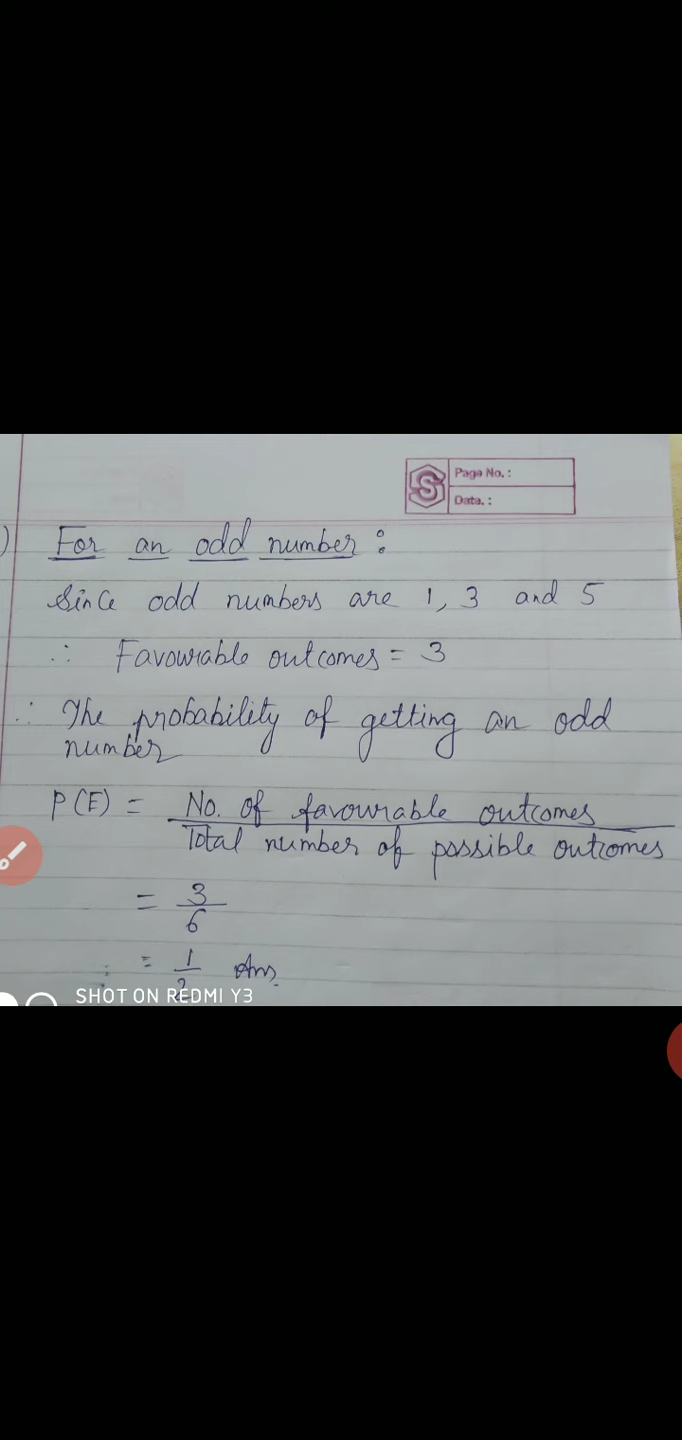 Page No. :
Date. :
) For an odd number :
Since odd numbers are 1, 3 and 5
∴ Favourable outcomes = 3
∴ The probability of getting an odd
number
P(E) = No. of favourable outcomes
Total number of possible outcomes
= 3
6
∴ = 1 Ans.
2
SHOT ON REDMI Y3